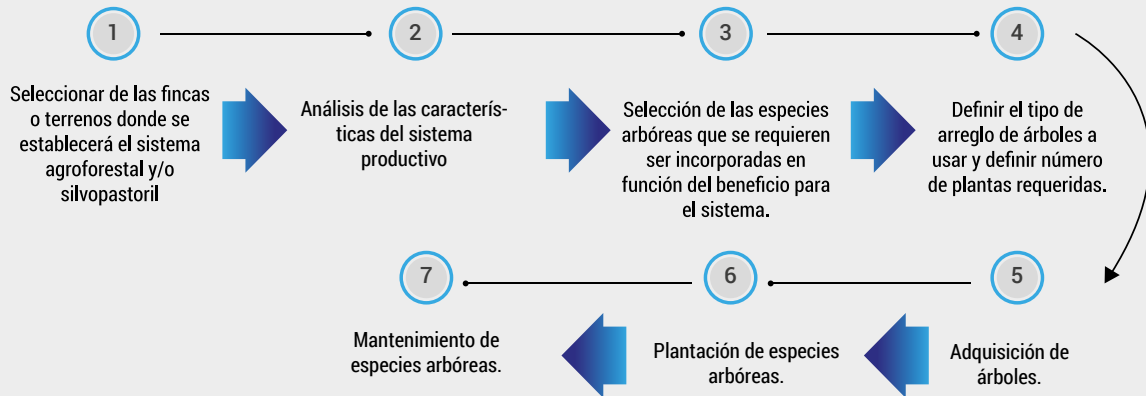 1
2
3
4
Seleccionar de las fincas
o terrenos donde se
establecerá el sistema
agroforestal y/o
silvopastoril
Análisis de las caracterís-
ticas del sistema
productivo
Selección de las especies
arbóreas que se requieren
ser incorporadas en
función del beneficio para
el sistema.
Definir el tipo de
arreglo de árboles a
usar y definir número
de plantas requeridas.
5
Adquisición de
árboles.
6
Plantación de especies
arbóreas.
7
Mantenimiento de
especies arbóreas.